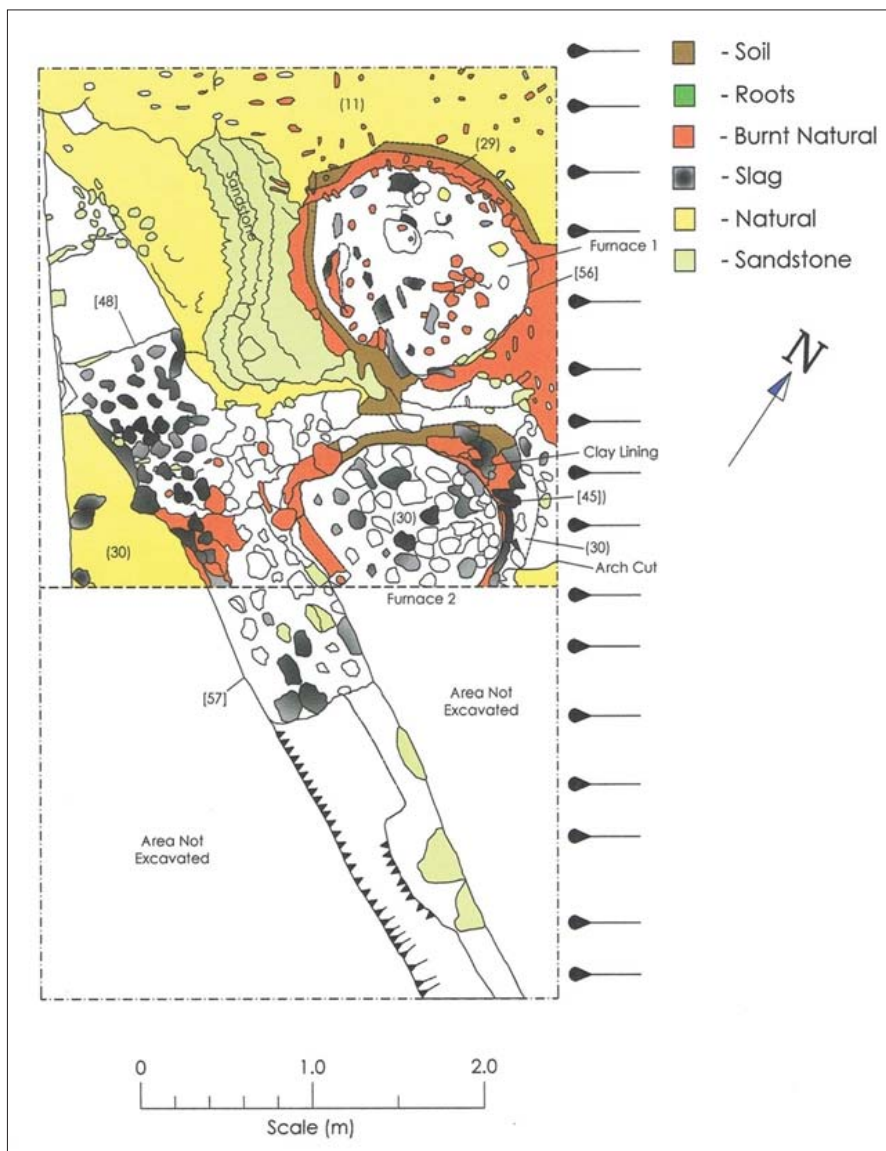 - Soil
- Roots
- Burnt Natural
- Slag
- Natural
- Sandstone
(11)
(29)
Sandstone
Furnace 1
[56]
[48]
N
Clay Lining
[45])
(30)
(30)
(30)
Arch Cut
Furnace 2
[57]
Area Not
Excavated
Area Not
Excavated
0
1.0
2.0
Scale (m)